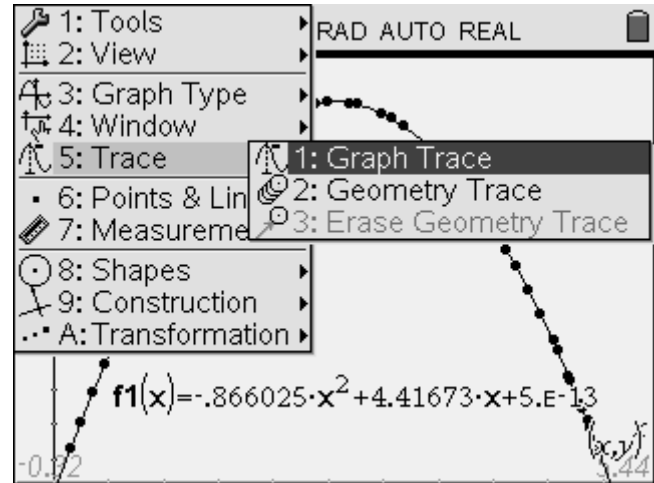 1: Tools
RAD AUTO REAL
2: View
3: Graph Type
4: Window
5: Trace
1: Graph Trace
2: Geometry Trace
3: Erase Geometry Trace
6: Points & Lin
7: Measureme
8: Shapes
9: Construction
A: Transformation
f1(x)=-.866025·x²+4.41673·x+5.E-13
(x,y)
x
5.44